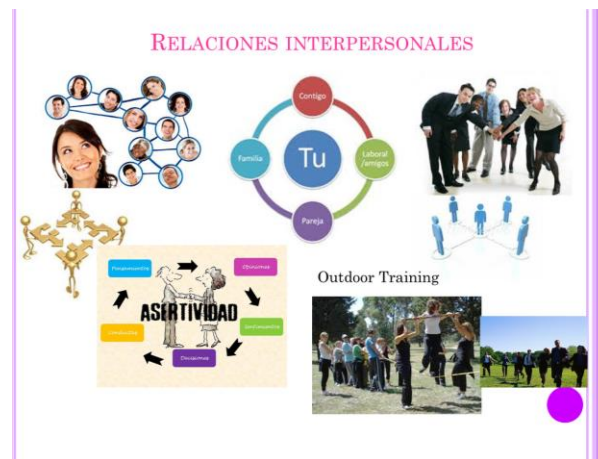 RELACIONES INTERPERSONALES
Contigo
Familia
Tu
Laboral
/amigos
Pareja
Outdoor Training
Pensamientos
Opiniones
ASERTIVIDAD
Conductas
Sentimientos
Decisiones